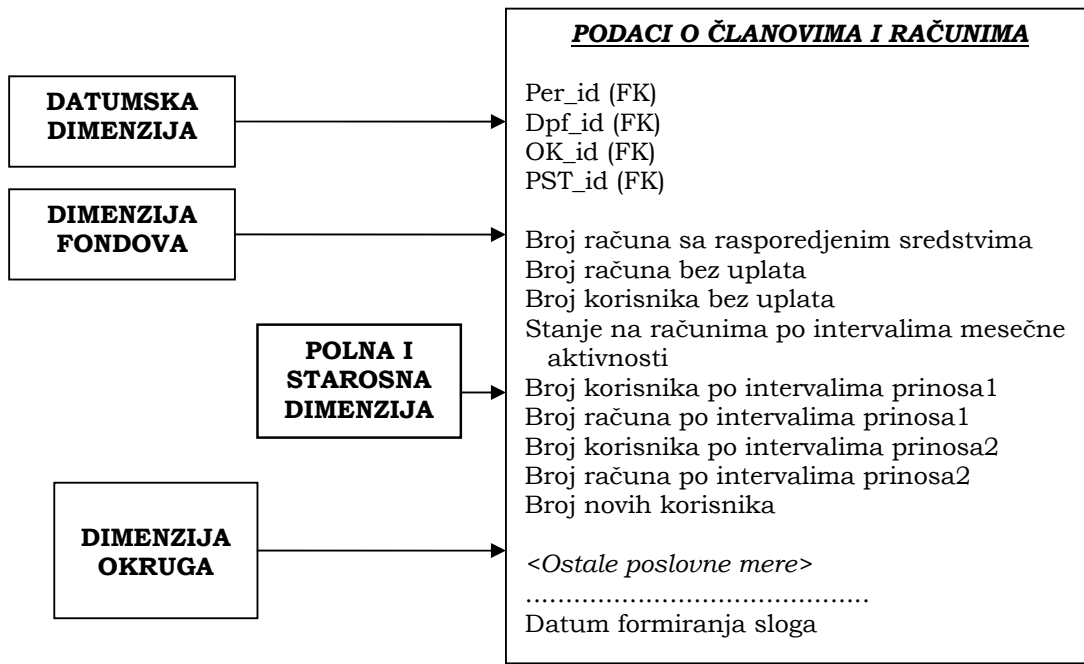 DATUMSKA
DIMENZIJA
DIMENZIJA
FONDOVA
POLNA I
STAROSNA
DIMENZIJA
DIMENZIJA
OKRUGA
PODACI O ČLANOVIMA I RAČUNIMA
Per_id (FK)
Dpf_id (FK)
OK_id (FK)
PST_id (FK)
Broj računa sa rasporedjenim sredstvima
Broj računa bez uplata
Broj korisnika bez uplata
Stanje na računima po intervalima mesečne
aktivnosti
Broj korisnika po intervalima prinosa1
Broj računa po intervalima prinosa1
Broj korisnika po intervalima prinosa2
Broj računa po intervalima prinosa2
Broj novih korisnika
<Ostale poslovne mere>
...........................................
Datum formiranja sloga